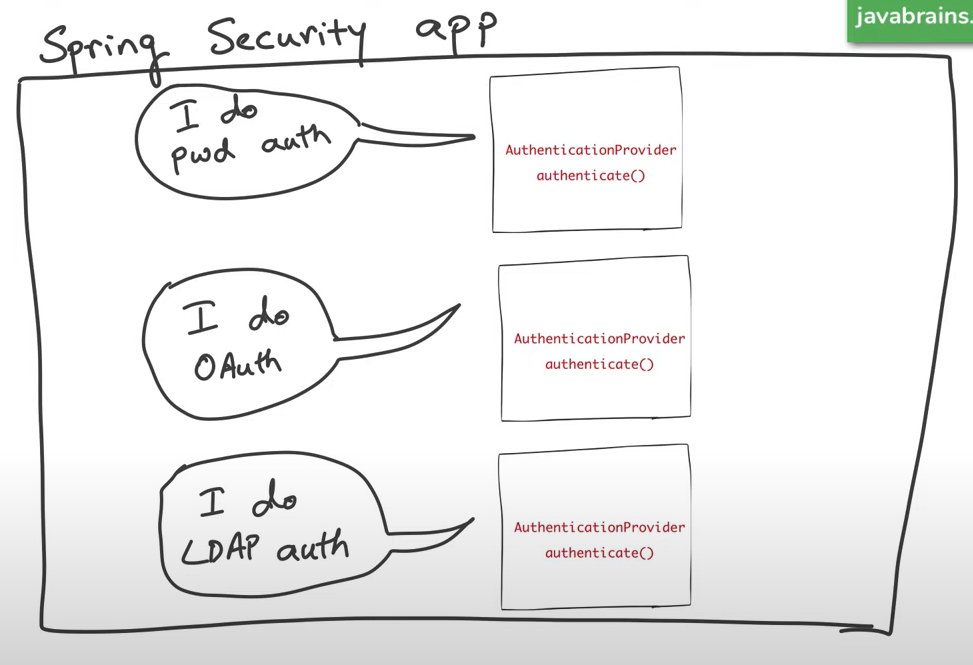 Spring Security app
javabrains.
I do
pwd auth
AuthenticationProvider
authenticate()
I do
OAuth
AuthenticationProvider
authenticate()
I do
LDAP auth
AuthenticationProvider
authenticate()